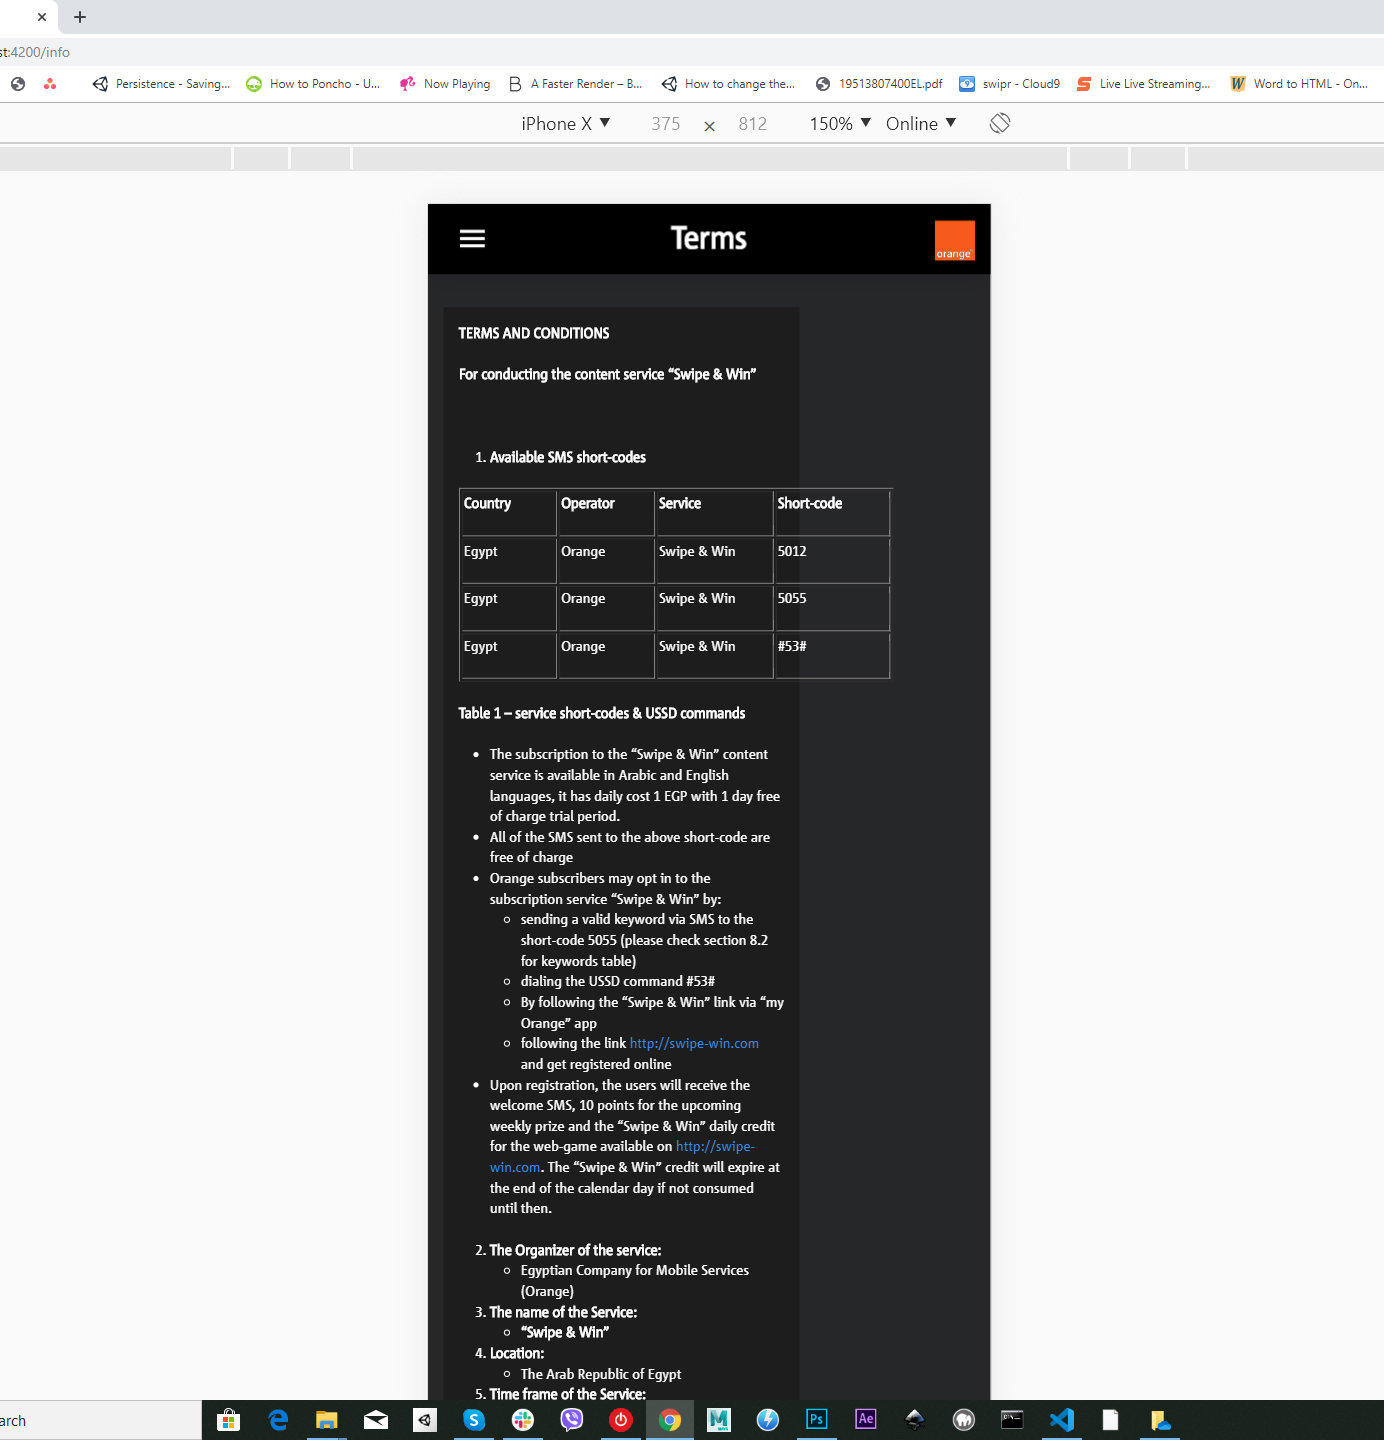 st:4200/info
Persistence - Saving... How to Poncho - U... Now Playing A Faster Render – B... How to change the... 19513807400EL.pdf swipr - Cloud9 Live Live Streaming... Word to HTML - On...
iPhone X 375 × 812 150% Online
Terms
orange
TERMS AND CONDITIONS
For conducting the content service “Swipe & Win”
1. Available SMS short-codes
Country Operator Service Short-code
Egypt Orange Swipe & Win 5012
Egypt Orange Swipe & Win 5055
Egypt Orange Swipe & Win #53#
Table 1 – service short-codes & USSD commands
The subscription to the “Swipe & Win” content
service is available in Arabic and English
languages, it has daily cost 1 EGP with 1 day free
of charge trial period.
All of the SMS sent to the above short-code are
free of charge
Orange subscribers may opt in to the
subscription service “Swipe & Win” by:
sending a valid keyword via SMS to the
short-code 5055 (please check section 8.2
for keywords table)
dialing the USSD command #53#
By following the “Swipe & Win” link via “my
Orange” app
following the link http://swipe-win.com
and get registered online
Upon registration, the users will receive the
welcome SMS, 10 points for the upcoming
weekly prize and the “Swipe & Win” daily credit
for the web-game available on http://swipe-
win.com. The “Swipe & Win” credit will expire at
the end of the calendar day if not consumed
until then.
2. The Organizer of the service:
Egyptian Company for Mobile Services
(Orange)
3. The name of the Service:
“Swipe & Win”
4. Location:
The Arab Republic of Egypt
5. Time frame of the Service:
arch
S M Ps Ae